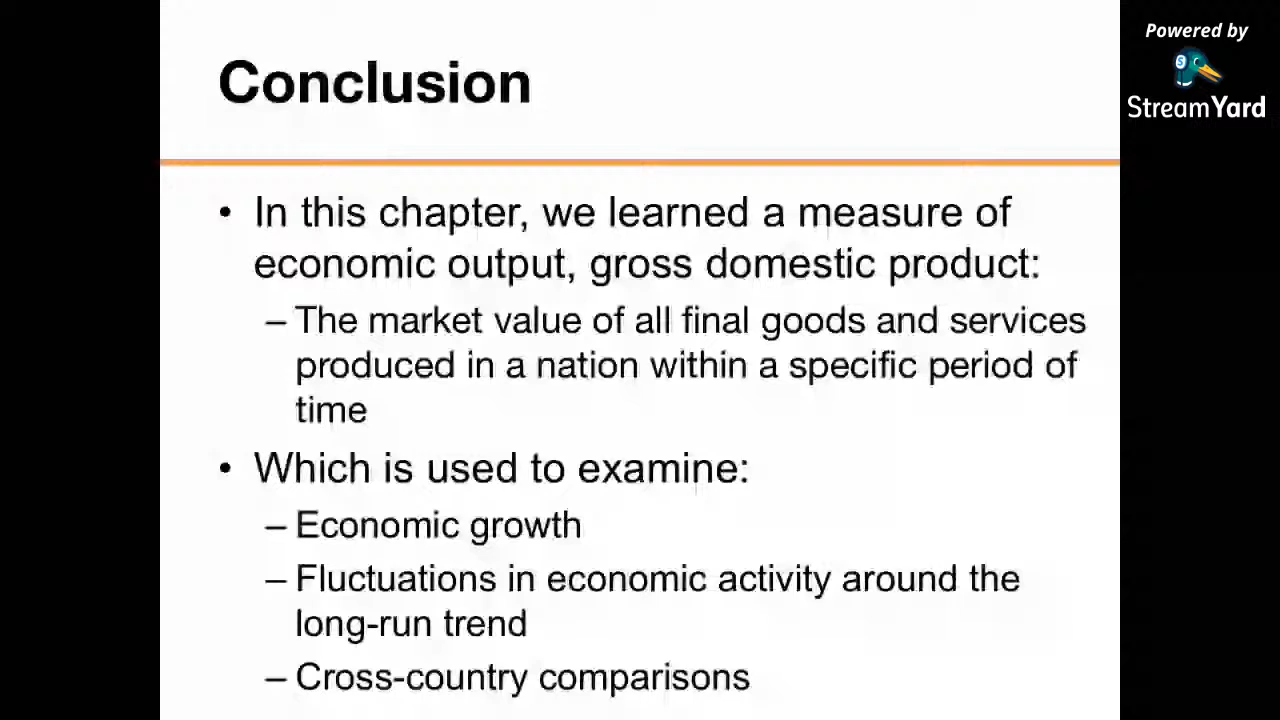 Powered by
StreamYard
Conclusion
• In this chapter, we learned a measure of
economic output, gross domestic product:
– The market value of all final goods and services
produced in a nation within a specific period of
time
• Which is used to examine:
– Economic growth
– Fluctuations in economic activity around the
long-run trend
– Cross-country comparisons